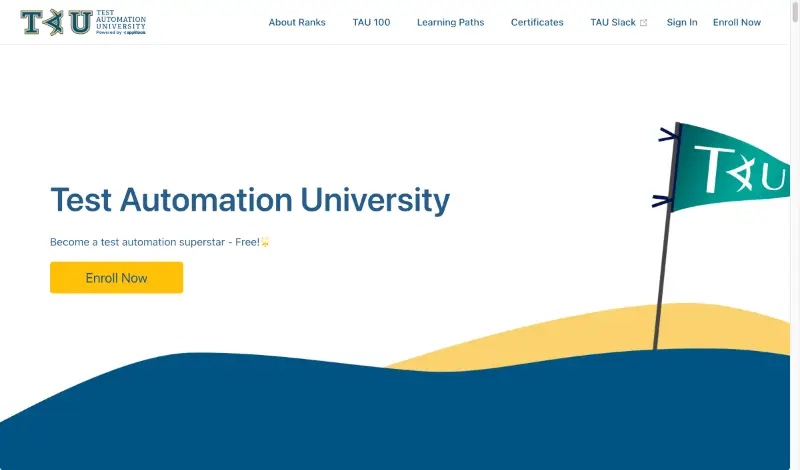 TAU
TEST
AUTOMATION
UNIVERSITY
Powered by applitools
About Ranks
TAU 100
Learning Paths
Certificates
TAU Slack
Sign In
Enroll Now
TAU
Test Automation University
Become a test automation superstar - Free!
Enroll Now